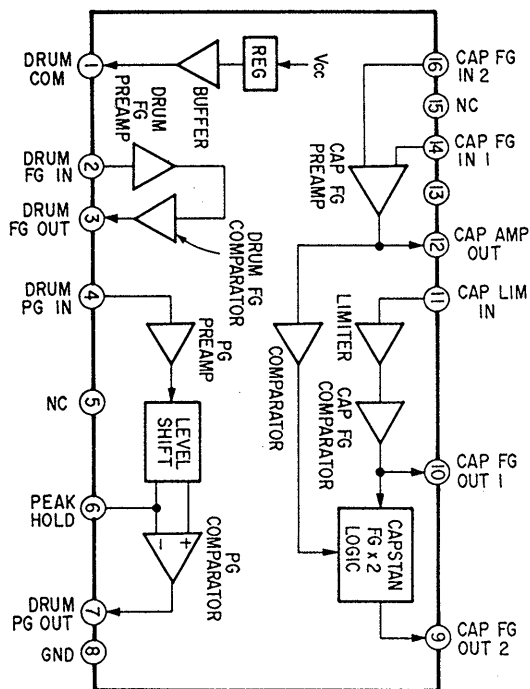 DRUM
COM
1
DRUM
FG IN
2
DRUM
FG OUT
3
DRUM
PG IN
4
NC
5
PEAK
HOLD
6
DRUM
PG OUT
7
GND
8
Vcc
REG
BUFFER
DRUM
FG
PREAMP
DRUM FG
COMPARATOR
PG
PREAMP
LEVEL
SHIFT
-
+
PG
COMPARATOR
CAP FG
PREAMP
COMPARATOR
LIMITER
CAP FG
COMPARATOR
CAPSTAN
FG x 2
LOGIC
16
CAP FG
IN 2
15
NC
14
CAP FG
IN 1
13
12
CAP AMP
OUT
11
CAP LIM
IN
10
CAP FG
OUT 1
9
CAP FG
OUT 2